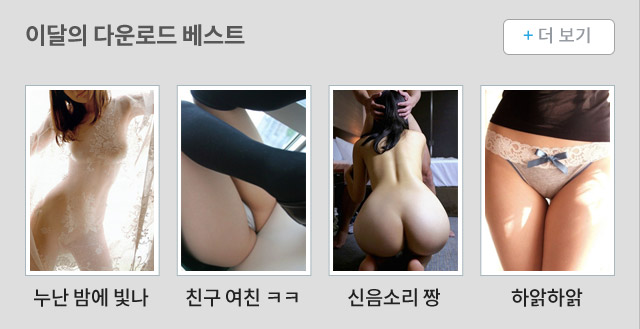 이달의 다운로드 베스트
+ 더 보기
누난 밤에 빛나
친구 여친 ㅋㅋ
신음소리 짱
하앍하앍